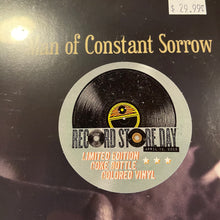 $ 29.99
Man of Constant Sorrow
RECORD STORE DAY
LIMITED EDITION
COKE BOTTLE
COLORED VINYL